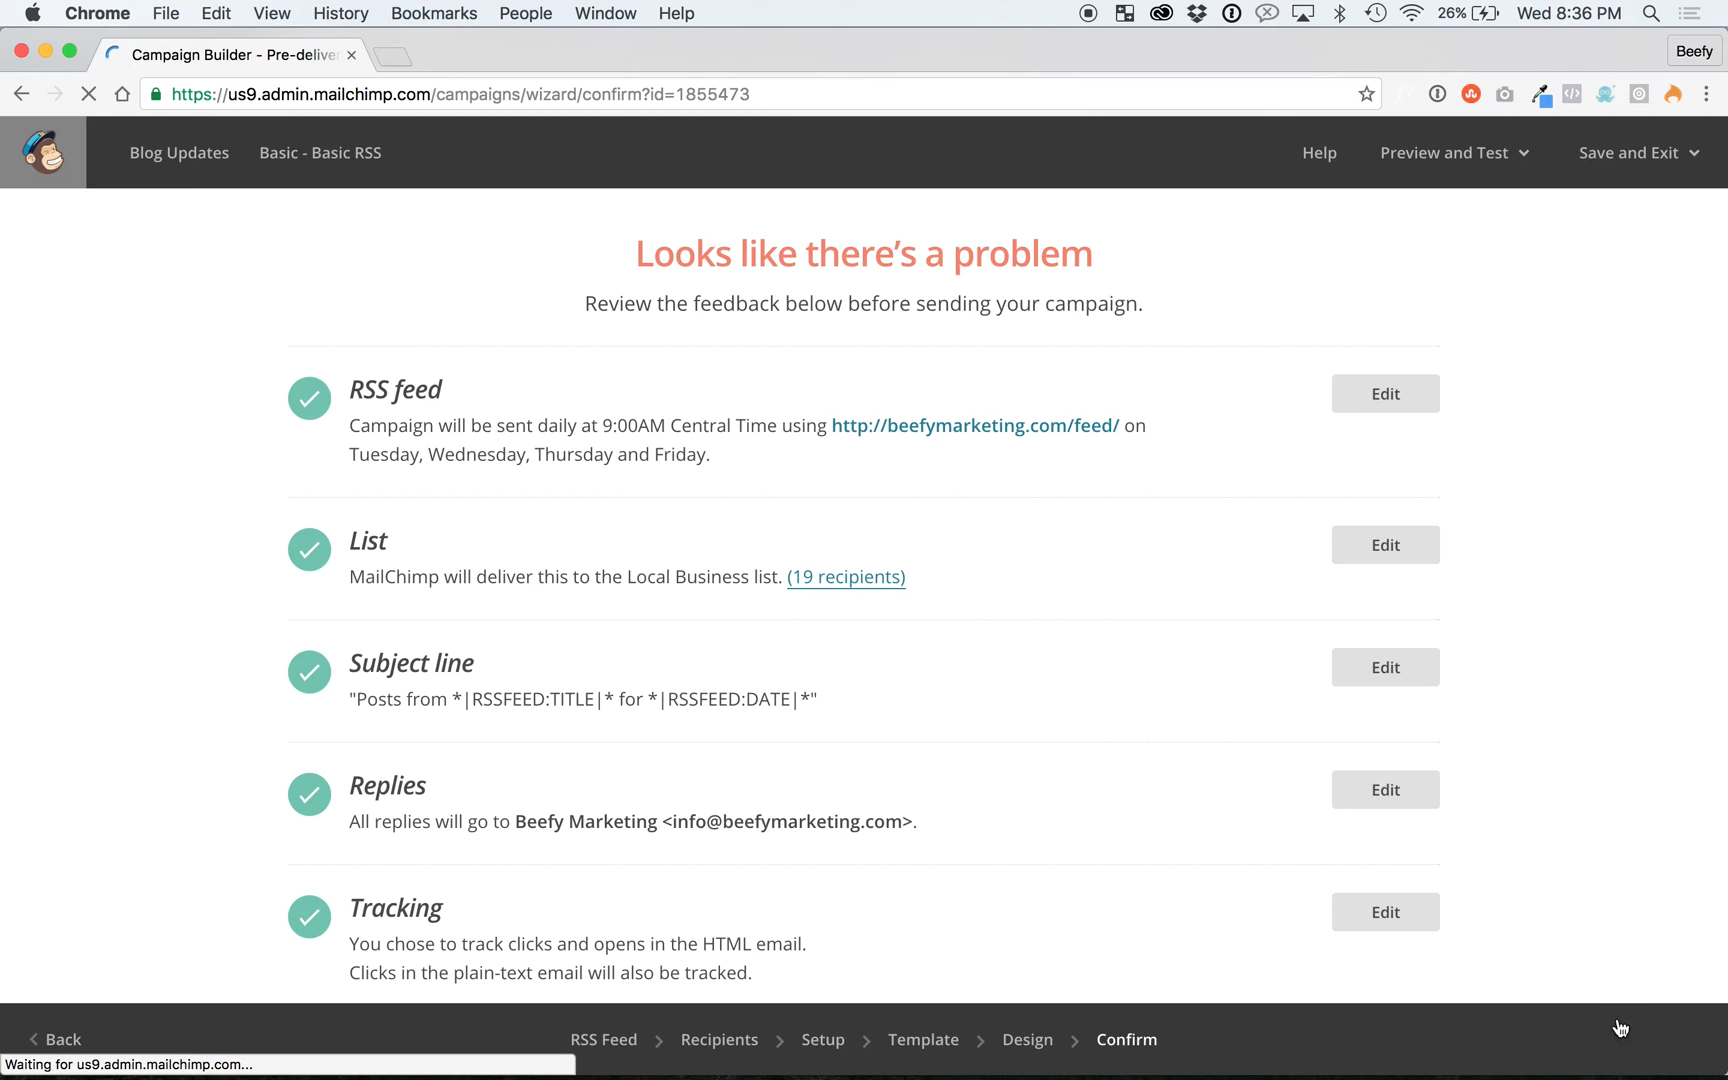 Chrome File Edit View History Bookmarks People Window Help 26% Wed 8:36 PM
Campaign Builder - Pre-deliver Beefy
https://us9.admin.mailchimp.com/campaigns/wizard/confirm?id=1855473
Blog Updates Basic - Basic RSS Help Preview and Test Save and Exit
Looks like there’s a problem
Review the feedback below before sending your campaign.
RSS feed
Edit
Campaign will be sent daily at 9:00AM Central Time using http://beefymarketing.com/feed/ on
Tuesday, Wednesday, Thursday and Friday.
List
Edit
MailChimp will deliver this to the Local Business list. (19 recipients)
Subject line
Edit
"Posts from *|RSSFEED:TITLE|* for *|RSSFEED:DATE|*"
Replies
Edit
All replies will go to Beefy Marketing <info@beefymarketing.com>.
Tracking
Edit
You chose to track clicks and opens in the HTML email.
Clicks in the plain-text email will also be tracked.
Back RSS Feed Recipients Setup Template Design Confirm
Waiting for us9.admin.mailchimp.com...